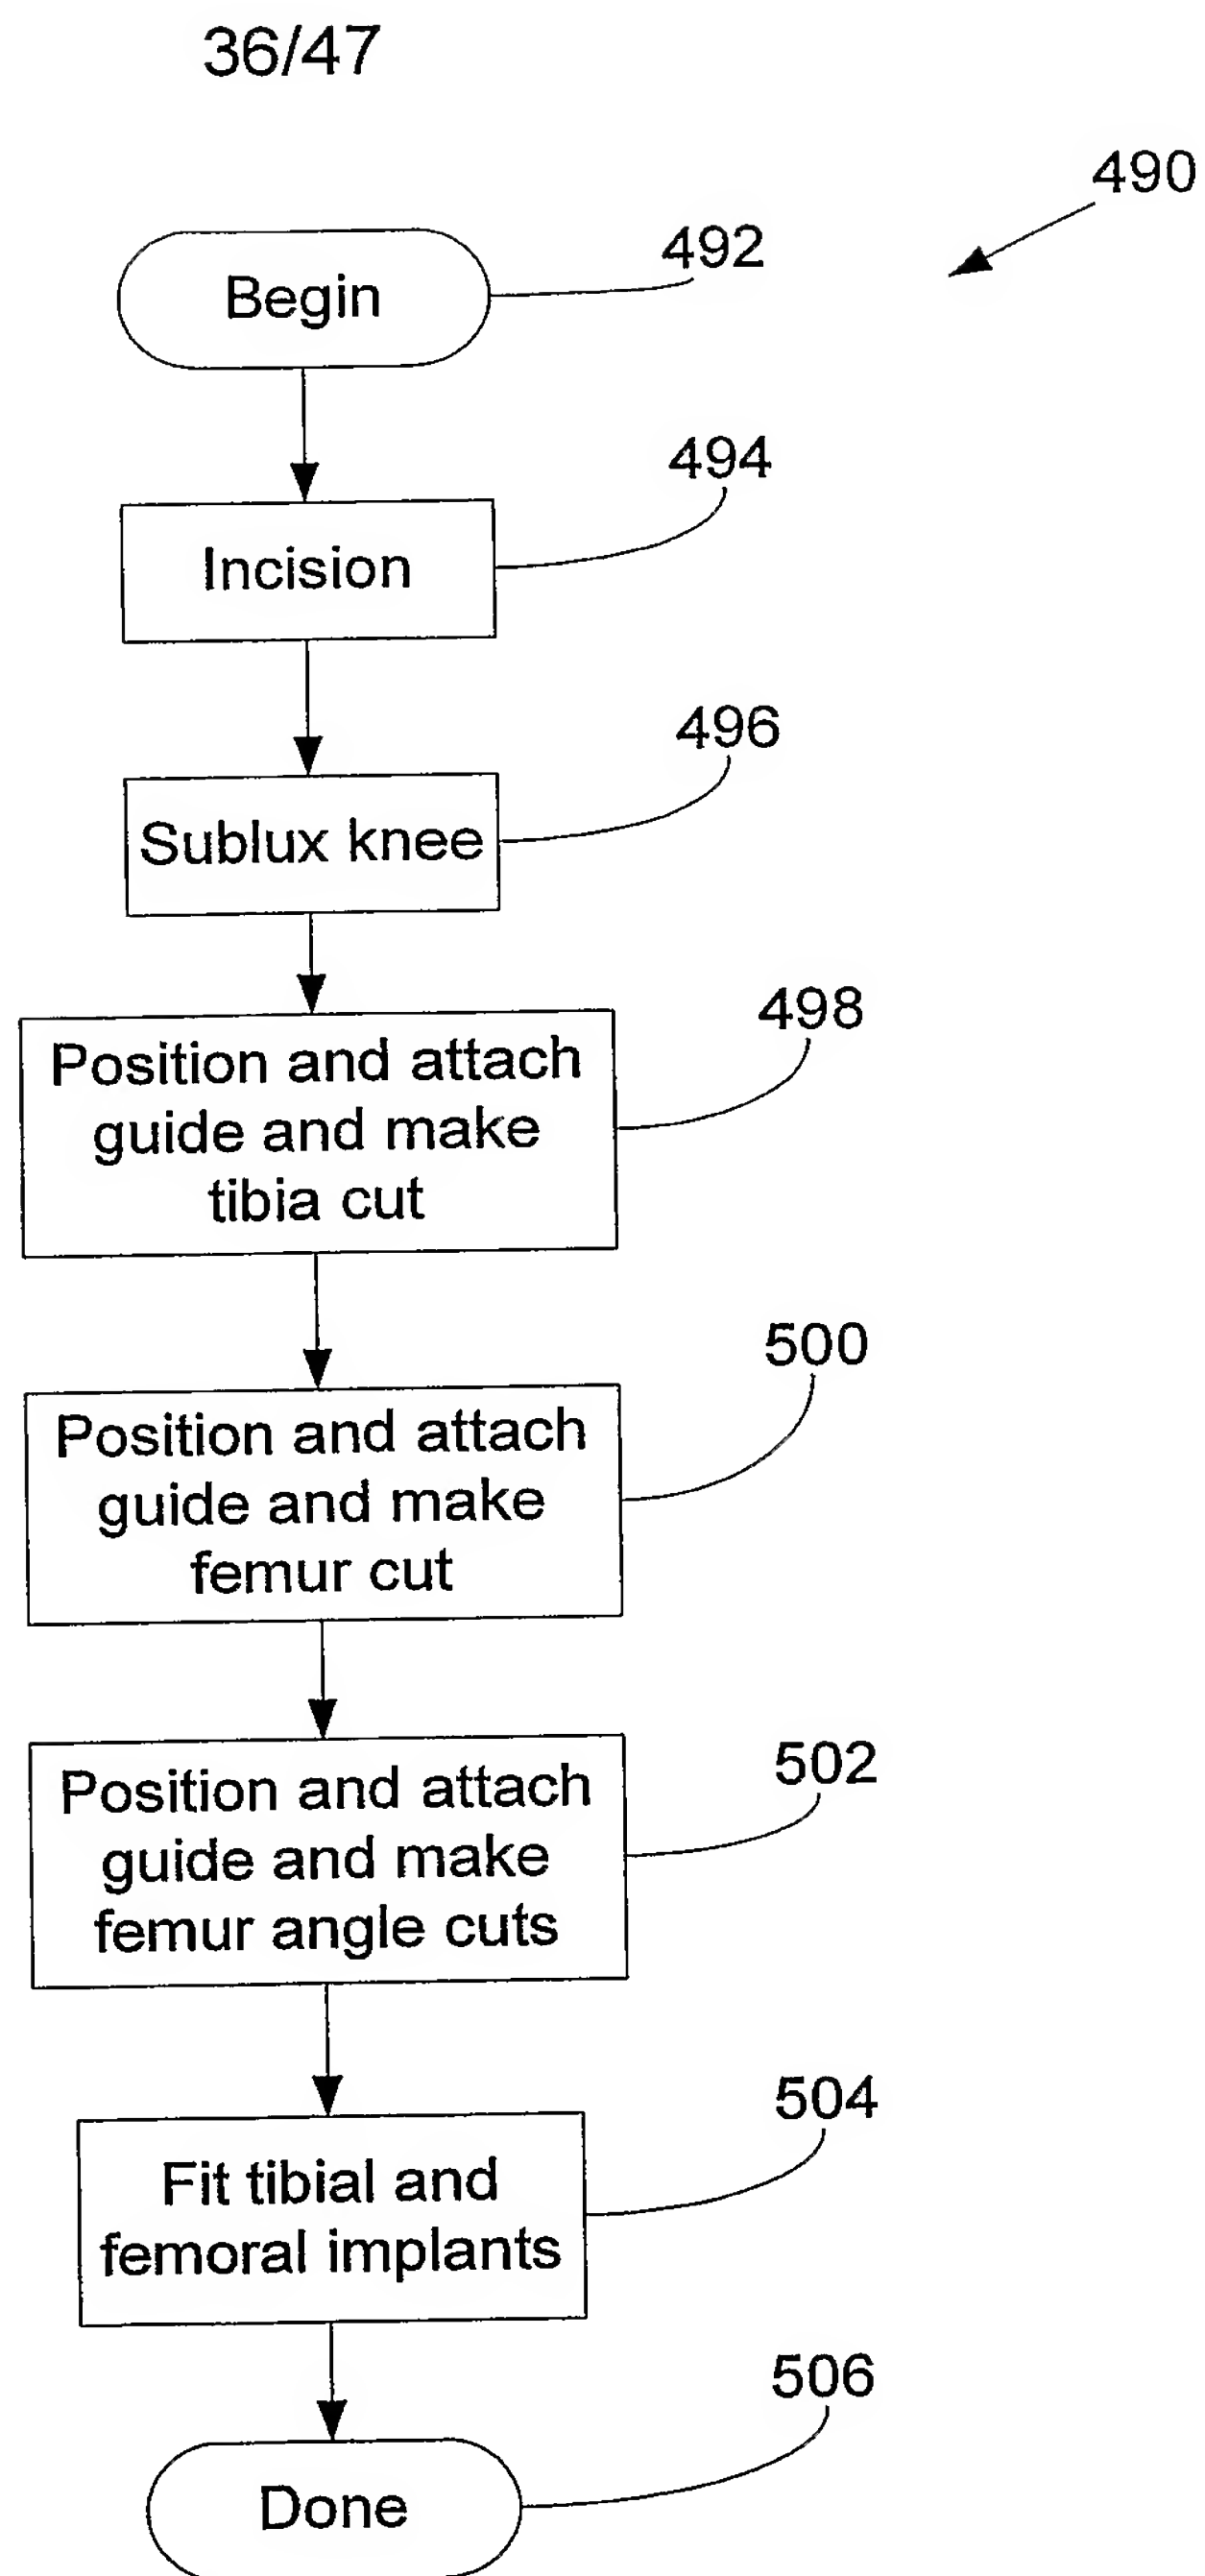 36/47
490
492
Begin
494
Incision
496
Sublux knee
498
Position and attach
guide and make
tibia cut
500
Position and attach
guide and make
femur cut
502
Position and attach
guide and make
femur angle cuts
504
Fit tibial and
femoral implants
506
Done